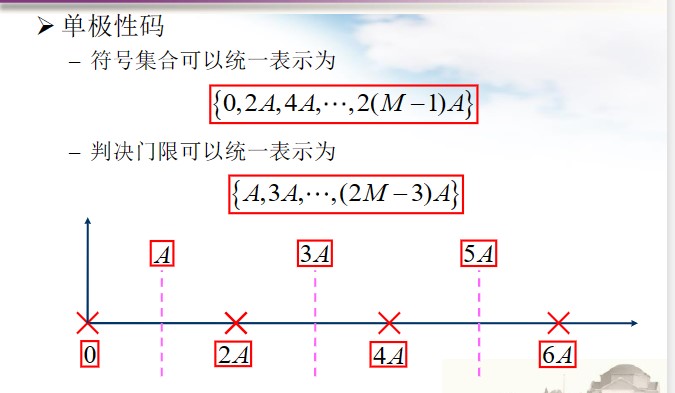 ➢ 单极性码
– 符号集合可以统一表示为
{0,2A,4A,⋯,2(M−1)A}
– 判决门限可以统一表示为
{A,3A,⋯,(2M−3)A}
A 3A 5A
0 2A 4A 6A